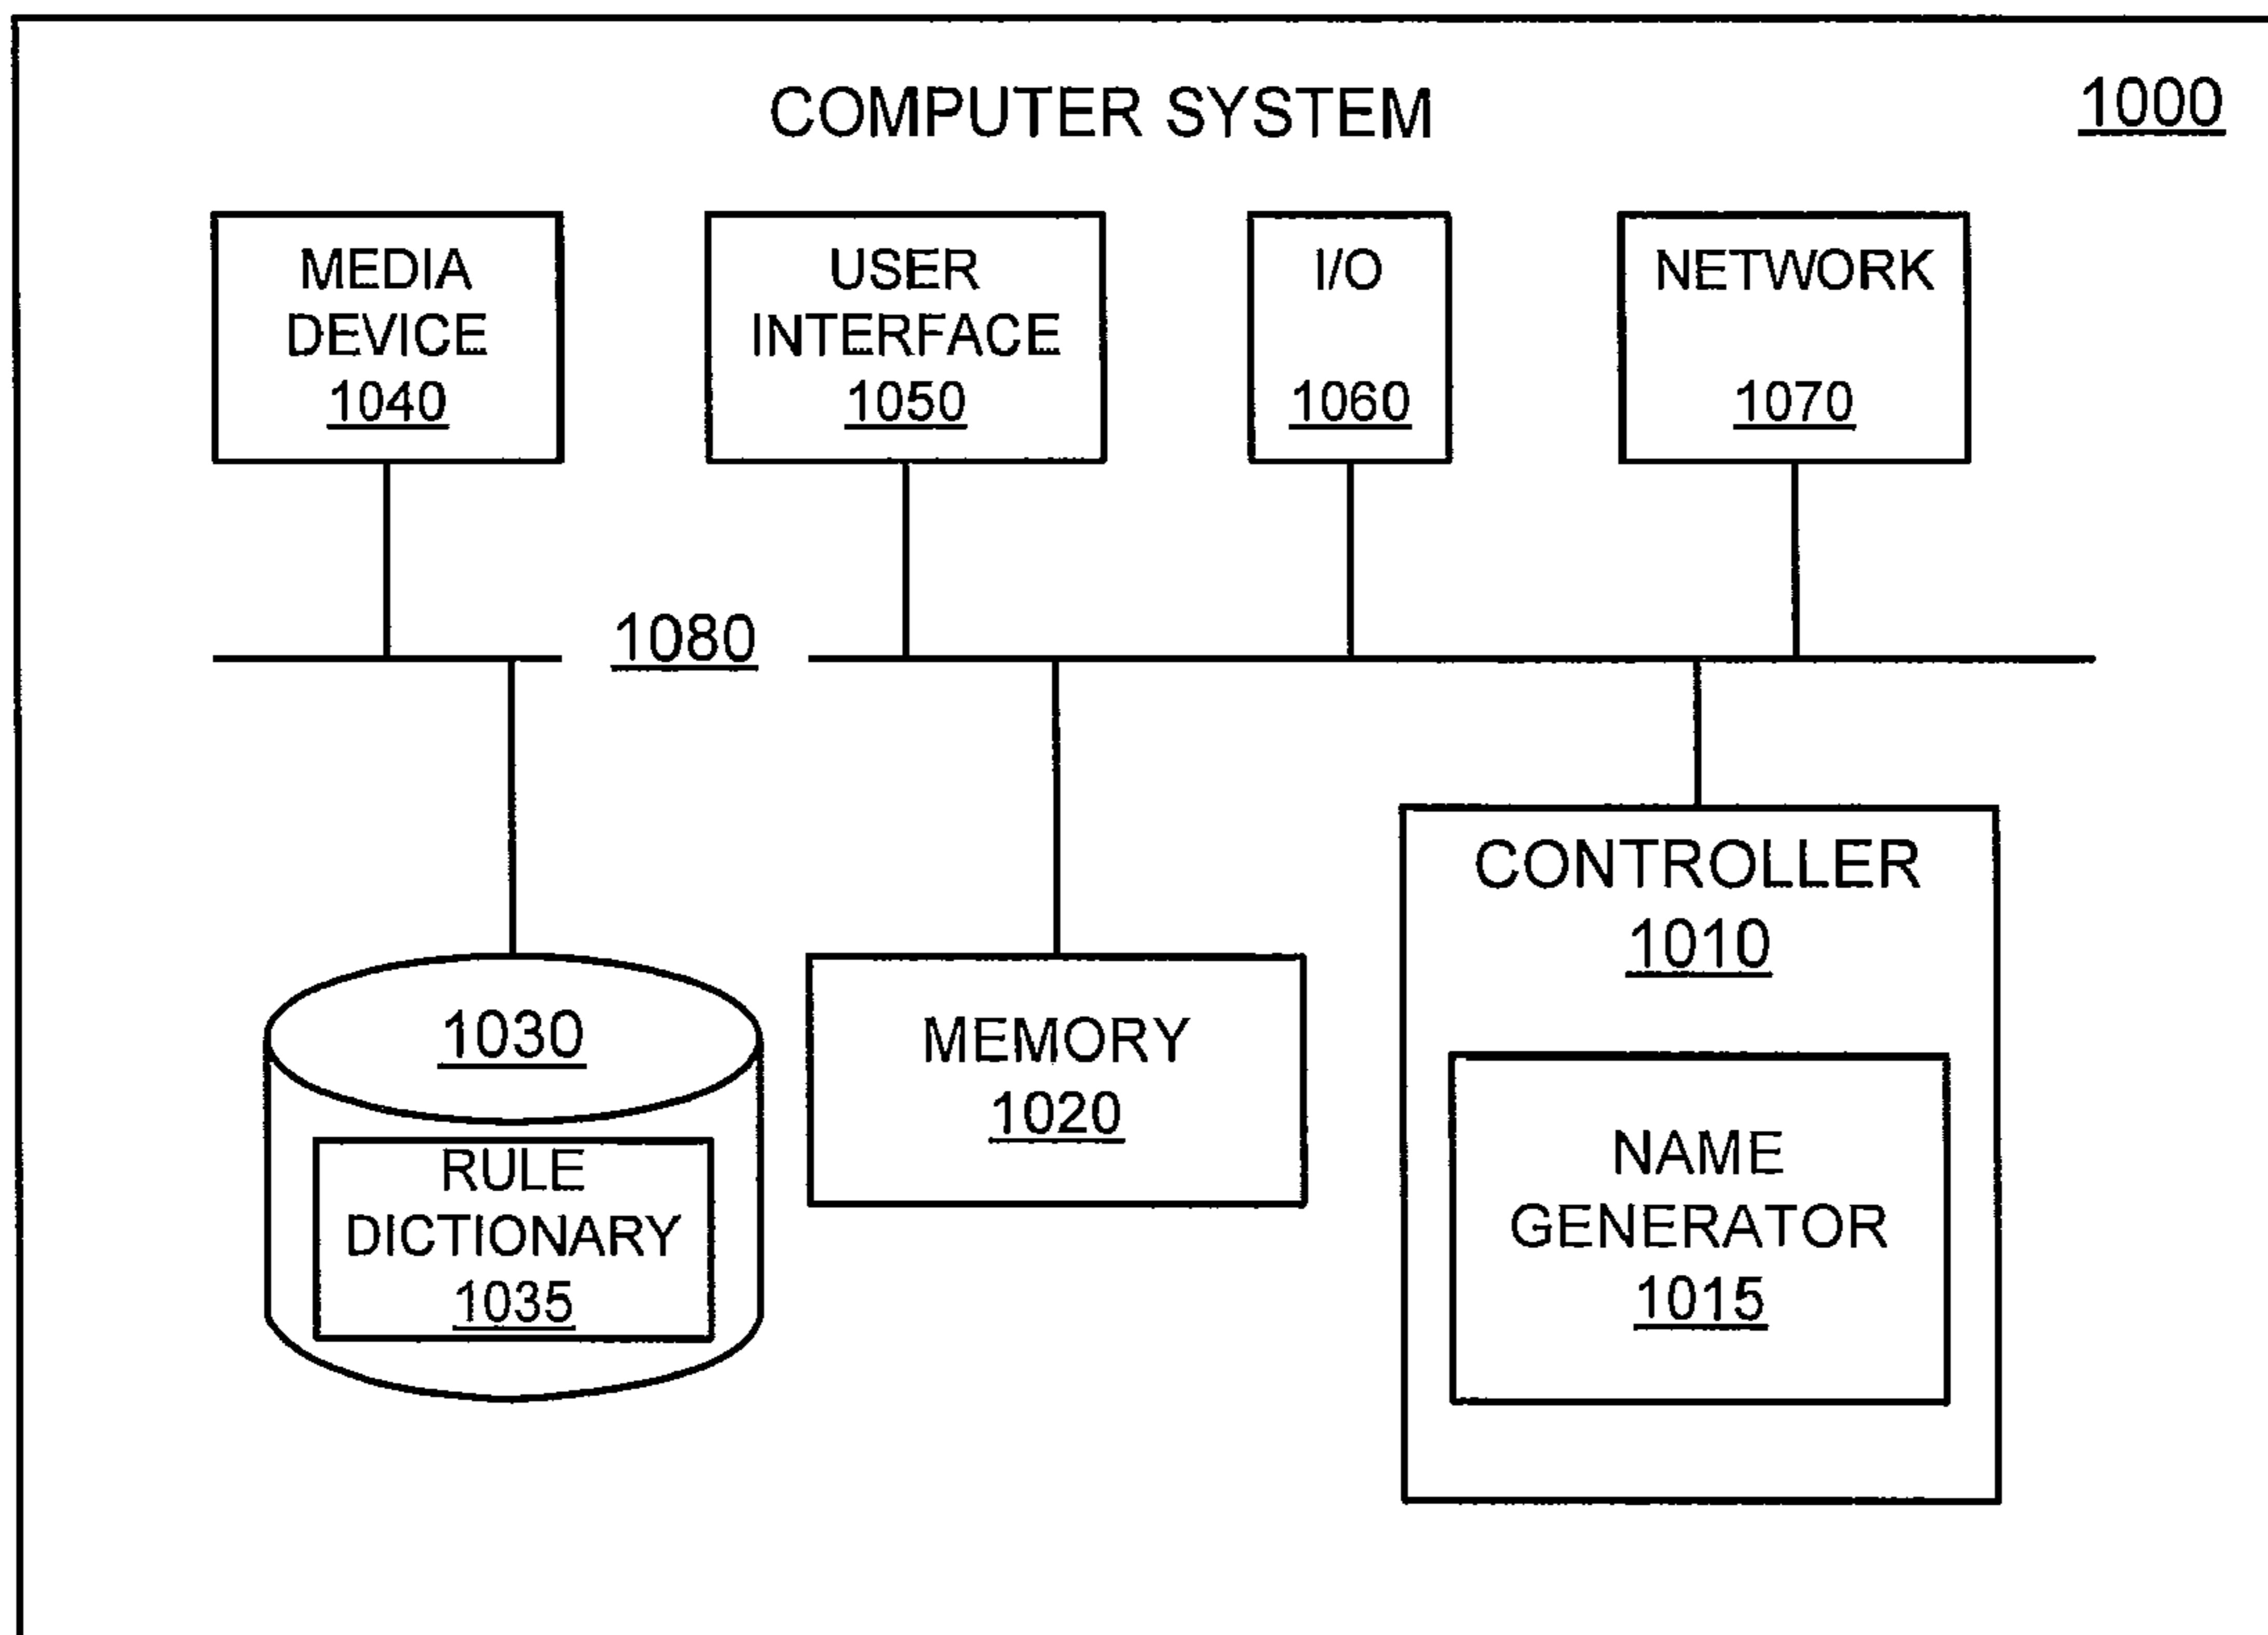 COMPUTER SYSTEM
1000
MEDIA
DEVICE
1040
USER
INTERFACE
1050
I/O
1060
NETWORK
1070
1080
CONTROLLER
1010
NAME
GENERATOR
1015
MEMORY
1020
1030
RULE
DICTIONARY
1035